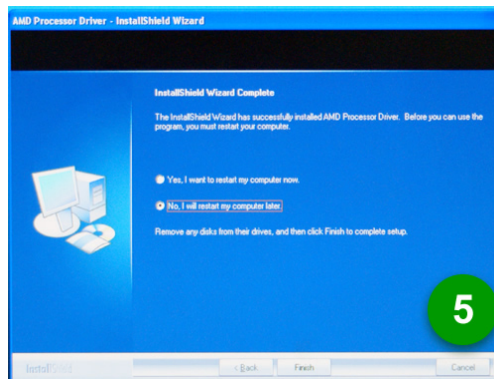 AMD Processor Driver - InstallShield Wizard
InstallShield Wizard Complete
The InstallShield Wizard has successfully installed AMD Processor Driver. Before you can use the
program, you must restart your computer.
Yes, I want to restart my computer now.
No, I will restart my computer later.
Remove any disks from their drives, and then click Finish to complete setup.
5
InstallShield
< Back
Finish
Cancel